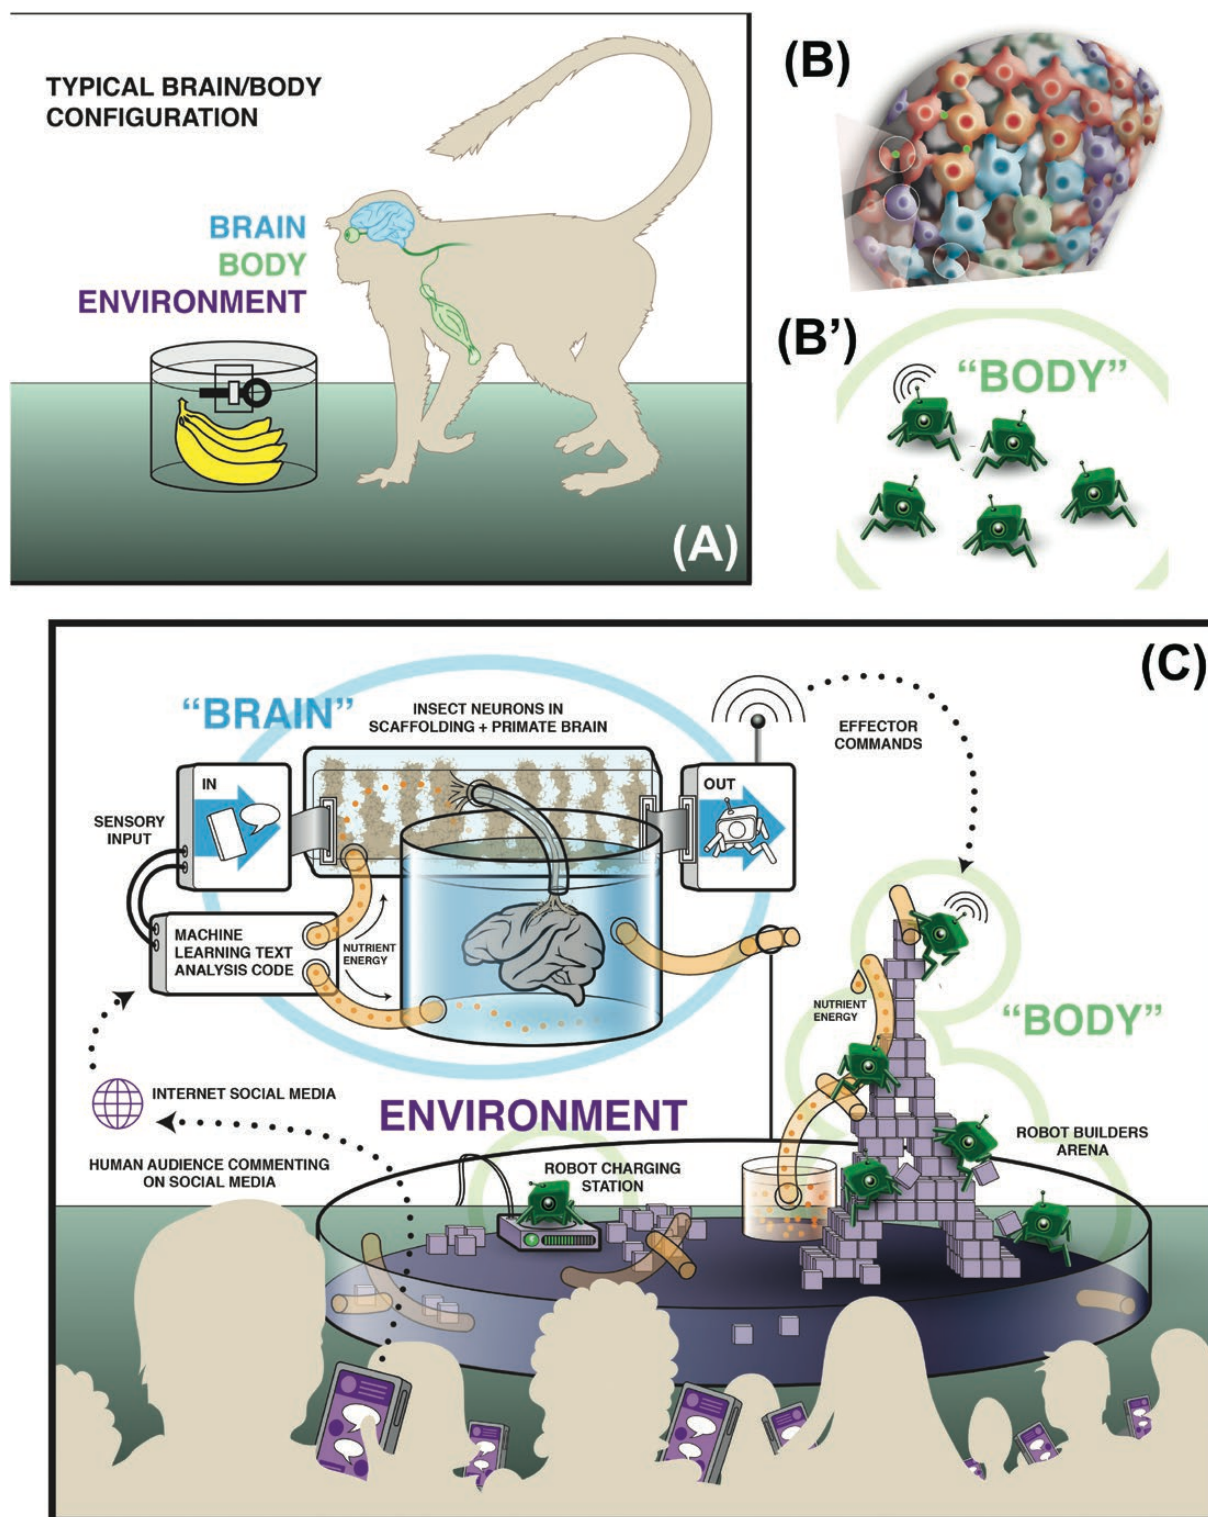 TYPICAL BRAIN/BODY
CONFIGURATION
BRAIN
BODY
ENVIRONMENT
(A)
(B)
(B’)
“BODY”
(C)
“BRAIN”
INSECT NEURONS IN
SCAFFOLDING + PRIMATE BRAIN
IN
OUT
EFFECTOR
COMMANDS
SENSORY
INPUT
MACHINE
LEARNING TEXT
ANALYSIS CODE
NUTRIENT
ENERGY
NUTRIENT
ENERGY
“BODY”
INTERNET SOCIAL MEDIA
ENVIRONMENT
HUMAN AUDIENCE COMMENTING
ON SOCIAL MEDIA
ROBOT CHARGING
STATION
ROBOT BUILDERS
ARENA